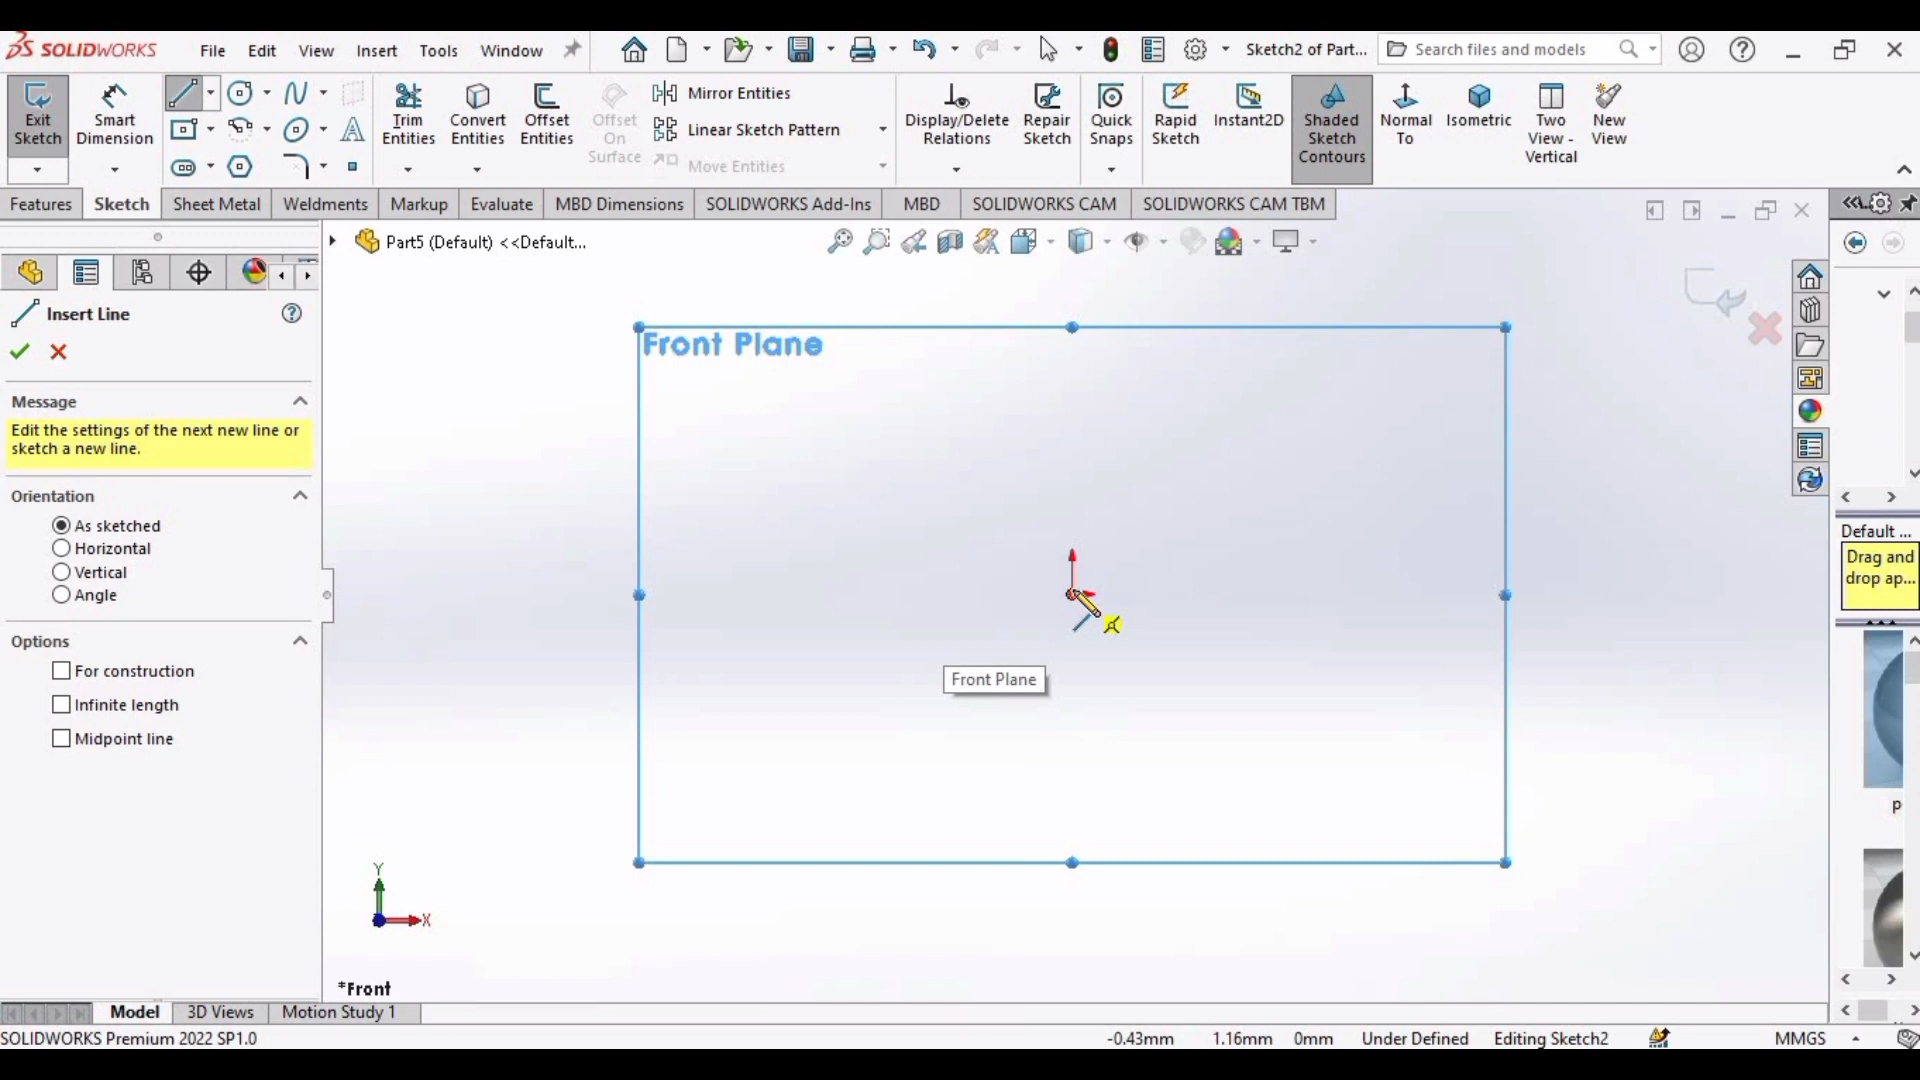 SOLIDWORKS File Edit View Insert Tools Window Sketch2 of Part... Search files and models
Exit Sketch
Smart Dimension
Trim Entities
Convert Entities
Offset Entities
Offset On Surface
Mirror Entities
Linear Sketch Pattern
Move Entities
Display/Delete Relations
Repair Sketch
Quick Snaps
Rapid Sketch
Instant2D
Shaded Sketch Contours
Normal To
Isometric
Two View - Vertical
New View
Features Sketch Sheet Metal Weldments Markup Evaluate MBD Dimensions SOLIDWORKS Add-Ins MBD SOLIDWORKS CAM SOLIDWORKS CAM TBM
Part5 (Default) <<Default...
Insert Line
Message
Edit the settings of the next new line or
sketch a new line.
Orientation
As sketched
Horizontal
Vertical
Angle
Options
For construction
Infinite length
Midpoint line
Front Plane
Front Plane
Y
X
*Front
Default ...
Drag and
drop ap...
p
Model 3D Views Motion Study 1
SOLIDWORKS Premium 2022 SP1.0 -0.43mm 1.16mm 0mm Under Defined Editing Sketch2 MMGS